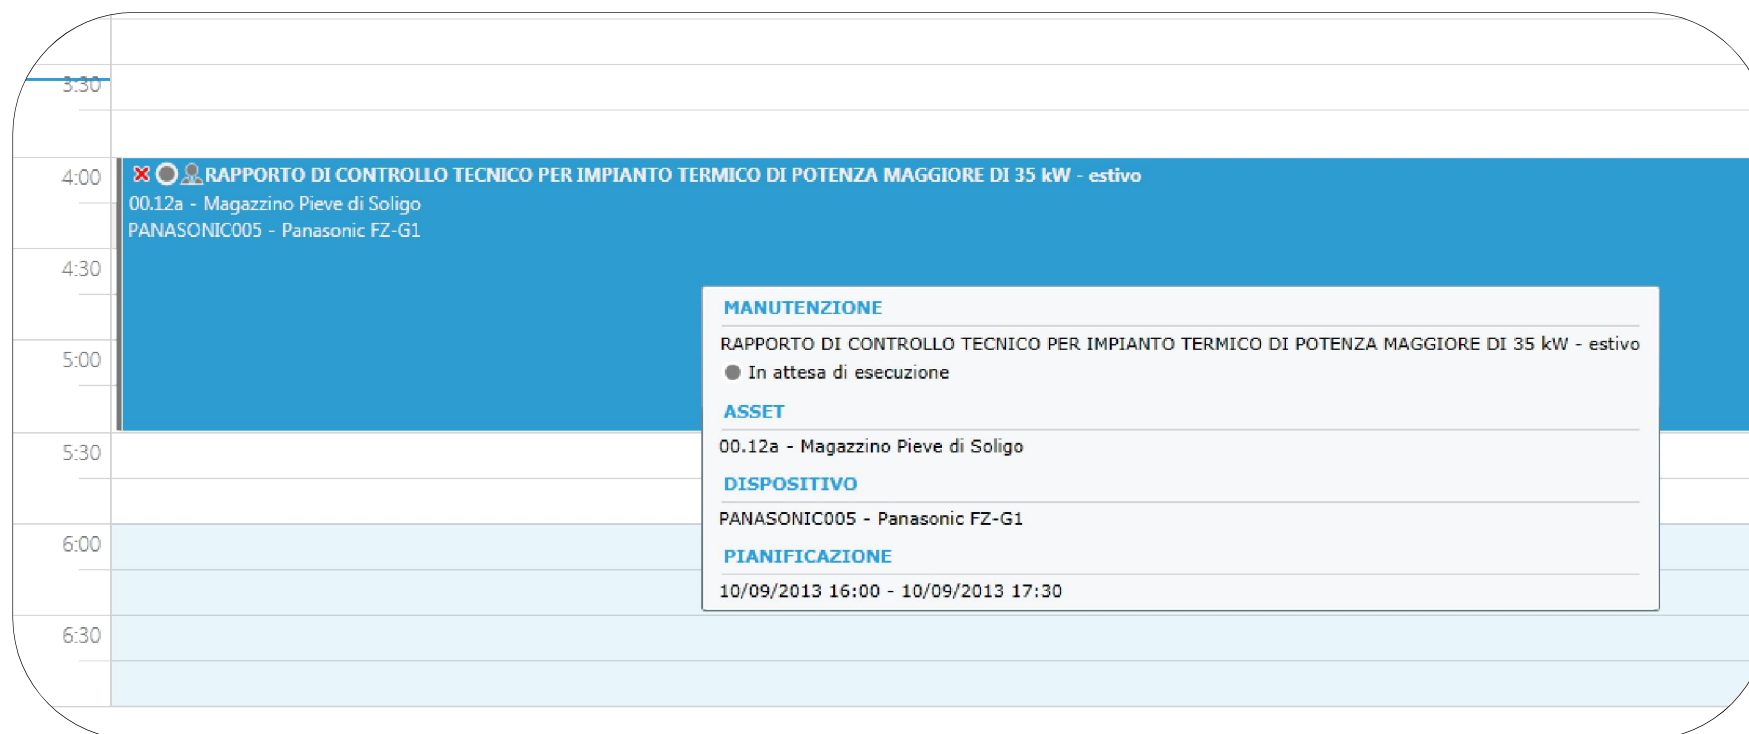 3:30
4:00
RAPPORTO DI CONTROLLO TECNICO PER IMPIANTO TERMICO DI POTENZA MAGGIORE DI 35 kW - estivo
00.12a - Magazzino Pieve di Soligo
PANASONIC005 - Panasonic FZ-G1
4:30
MANUTENZIONE
RAPPORTO DI CONTROLLO TECNICO PER IMPIANTO TERMICO DI POTENZA MAGGIORE DI 35 kW - estivo
5:00
In attesa di esecuzione
ASSET
00.12a - Magazzino Pieve di Soligo
5:30
DISPOSITIVO
PANASONIC005 - Panasonic FZ-G1
6:00
PIANIFICAZIONE
10/09/2013 16:00 - 10/09/2013 17:30
6:30